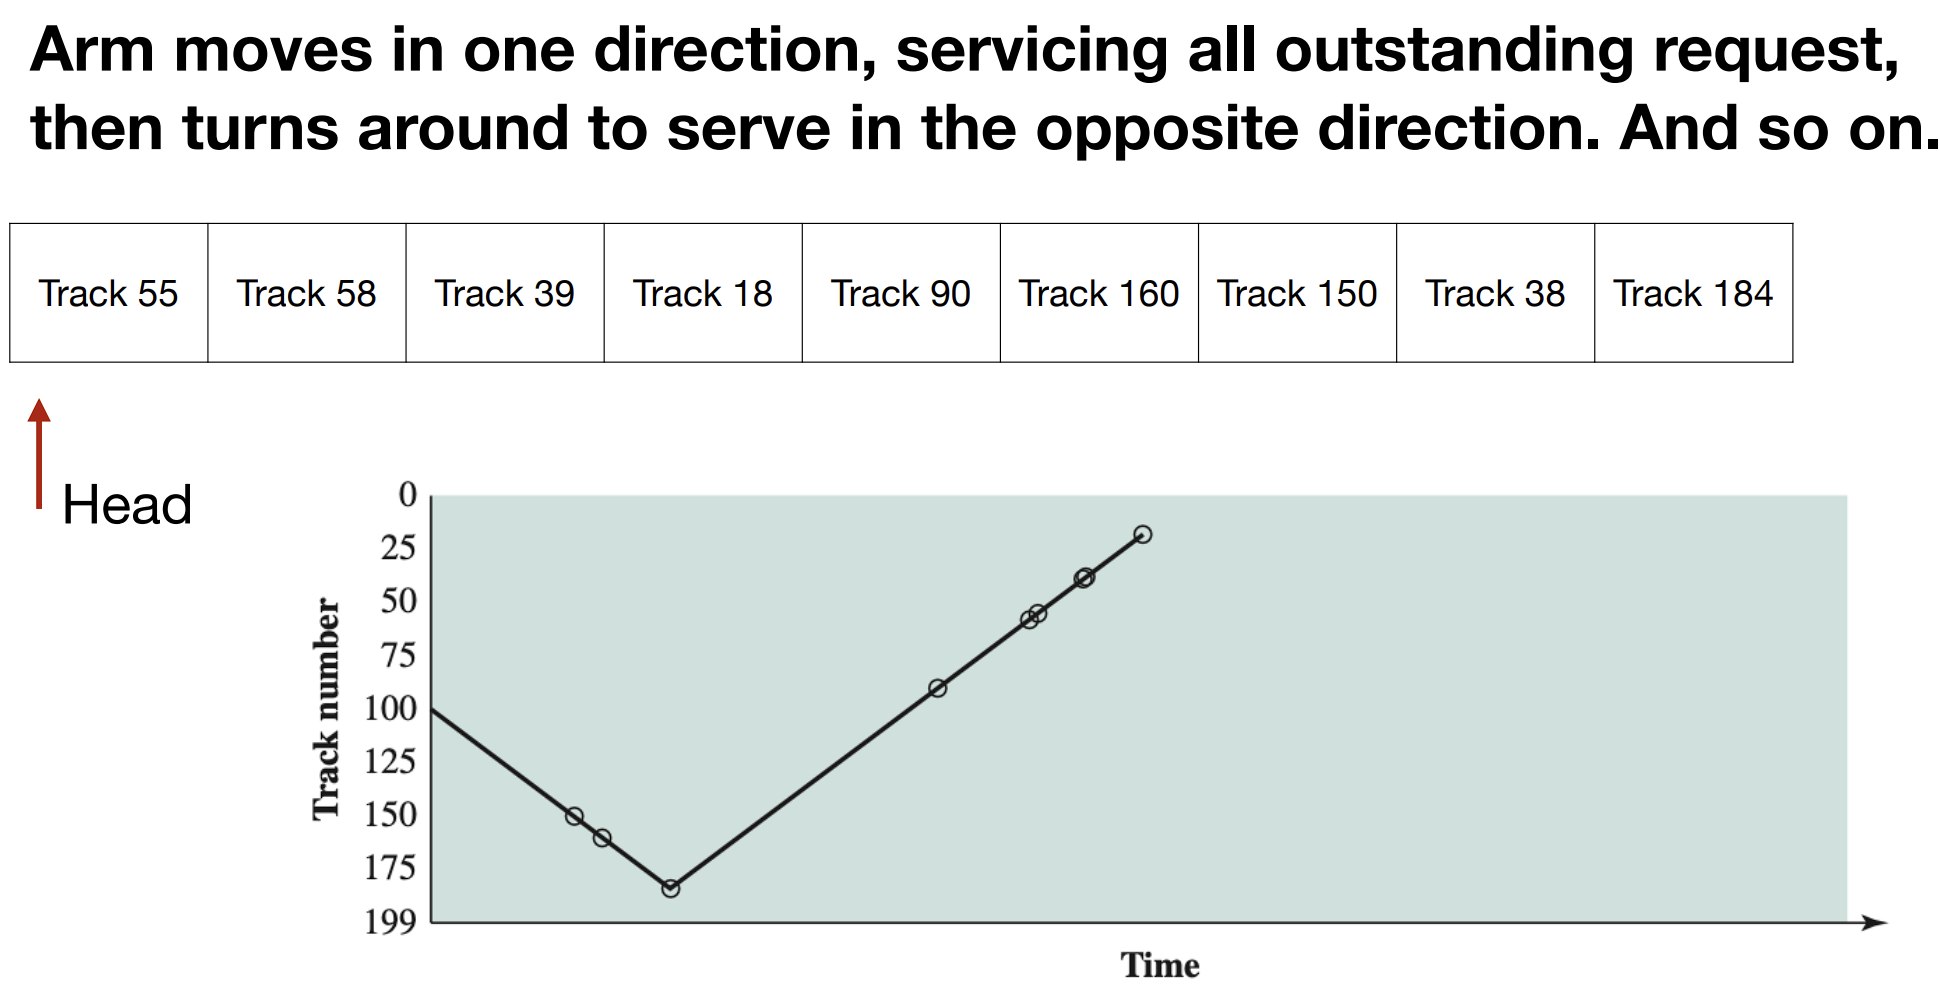 Arm moves in one direction, servicing all outstanding request,
then turns around to serve in the opposite direction. And so on.
Track 55 Track 58 Track 39 Track 18 Track 90 Track 160 Track 150 Track 38 Track 184
Head
Track number
0
25
50
75
100
125
150
175
199
Time